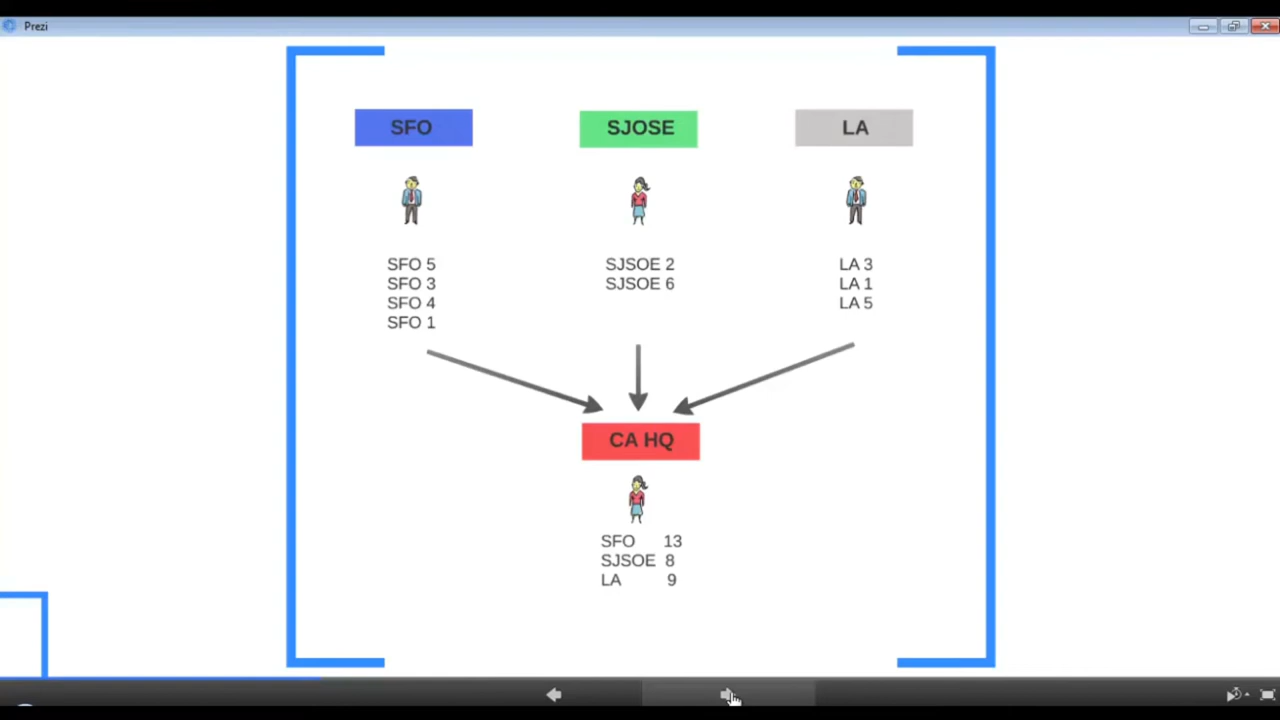 Prezi
SFO
SJOSE
LA
SFO 5
SFO 3
SFO 4
SFO 1
SJSOE 2
SJSOE 6
LA 3
LA 1
LA 5
CA HQ
SFO 13
SJSOE 8
LA 9